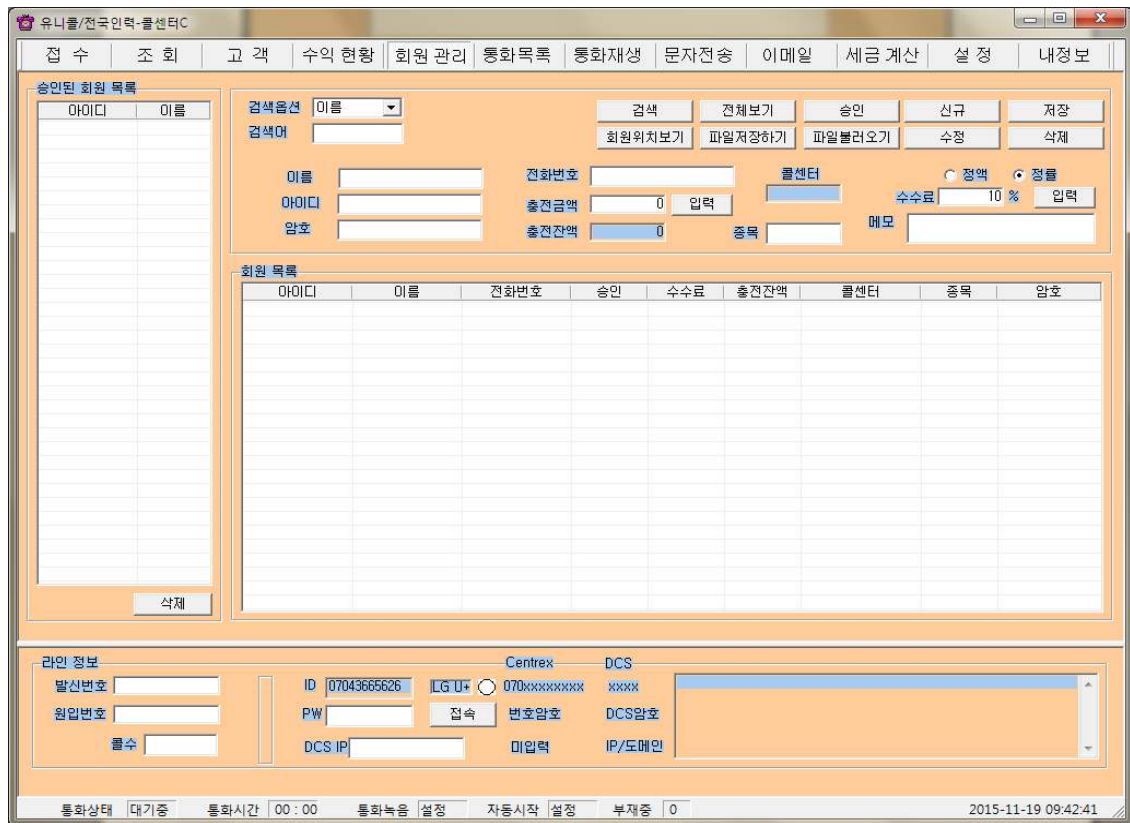 유니콜/전국인력-콜센터C
접 수 조 회 고 객 수익 현황 회원 관리 통화목록 통화재생 문자전송 이메일 세금 계산 설 정 내정보
승인된 회원 목록
아이디 이름
삭제
검색옵션 이름
검색어
검색 전체보기 승인 신규 저장
회원위치보기 파일저장하기 파일불러오기 수정 삭제
이름 전화번호 콜센터 정액 정률
아이디 충전금액 0 입력 수수료 10 % 입력
암호 충전잔액 0 종목 메모
회원 목록
아이디 이름 전화번호 승인 수수료 충전잔액 콜센터 종목 암호
라인 정보 Centrex DCS
발신번호 ID 07043665626 LG U+ 070xxxxxxxx xxxx
원입번호 PW 접속 번호암호 DCS암호
콜수 DCS IP 미입력 IP/도메인
통화상태 대기중 통화시간 00 : 00 통화녹음 설정 자동시작 설정 부재중 0 2015-11-19 09:42:41